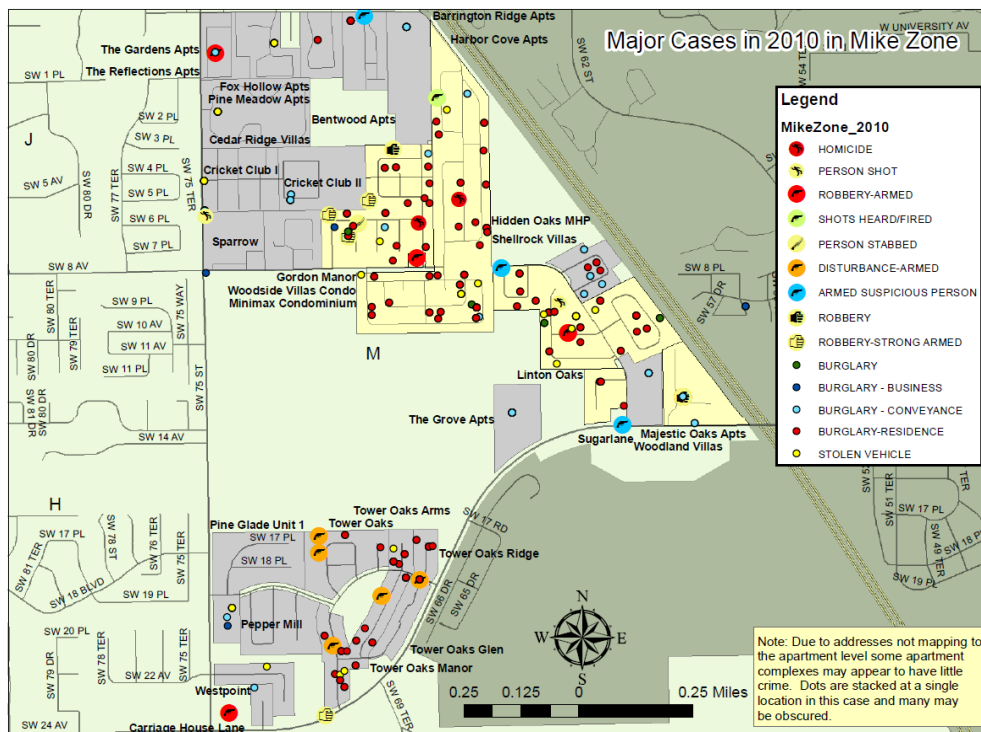 Major Cases in 2010 in Mike Zone
Barrington Ridge Apts
Harbor Cove Apts
W UNIVERSITY AV
SW 62 ST
SW 54 TER
The Gardens Apts
The Reflections Apts
SW 1 PL
Fox Hollow Apts
Pine Meadow Apts
Bentwood Apts
Cedar Ridge Villas
SW 2 PL
SW 3 PL
SW 4 PL
SW 5 PL
SW 6 PL
SW 7 PL
J
SW 5 AV
SW 80 DR
SW 77 TER
SW 75 TER
Cricket Club I
Cricket Club II
Sparrow
Hidden Oaks MHP
Shellrock Villas
SW 8 AV
Gordon Manor
Woodside Villas Condo
Minimax Condominium
SW 8 PL
SW 57 DR
SW 9 PL
SW 10 AV
SW 11 AV
SW 11 PL
SW 80 TER
SW 79 TER
SW 80 DR
SW 75 WAY
SW 75 ST
M
SW 81 DR
SW 80 DR
SW 14 AV
Linton Oaks
The Grove Apts
Sugarlane
Majestic Oaks Apts
Woodland Villas
H
SW 17 PL
SW 81 TER
SW 78 ST
SW 76 TER
SW 75 TER
SW 18 BLVD
SW 19 PL
Tower Oaks Arms
Pine Glade Unit 1
Tower Oaks
SW 17 PL
SW 18 PL
Tower Oaks Ridge
SW 17 RD
SW 66 DR
SW 65 DR
SW 51 TER
SW 49 TER
SW 18 PL
SW 19 PL
Pepper Mill
SW 20 PL
SW 79 DR
SW 78 TER
SW 75 TER
SW 22 AV
SW 24 AV
Tower Oaks Glen
Tower Oaks Manor
SW 69 TER
Westpoint
Carriage House Lane
N
W
E
S
0.25
0.125
0
0.25 Miles
Legend
MikeZone_2010
HOMICIDE
PERSON SHOT
ROBBERY-ARMED
SHOTS HEARD/FIRED
PERSON STABBED
DISTURBANCE-ARMED
ARMED SUSPICIOUS PERSON
ROBBERY
ROBBERY-STRONG ARMED
BURGLARY
BURGLARY - BUSINESS
BURGLARY - CONVEYANCE
BURGLARY-RESIDENCE
STOLEN VEHICLE
TER
Note: Due to addresses not mapping to
the apartment level some apartment
complexes may appear to have little
crime. Dots are stacked at a single
location in this case and many may
be obscured.